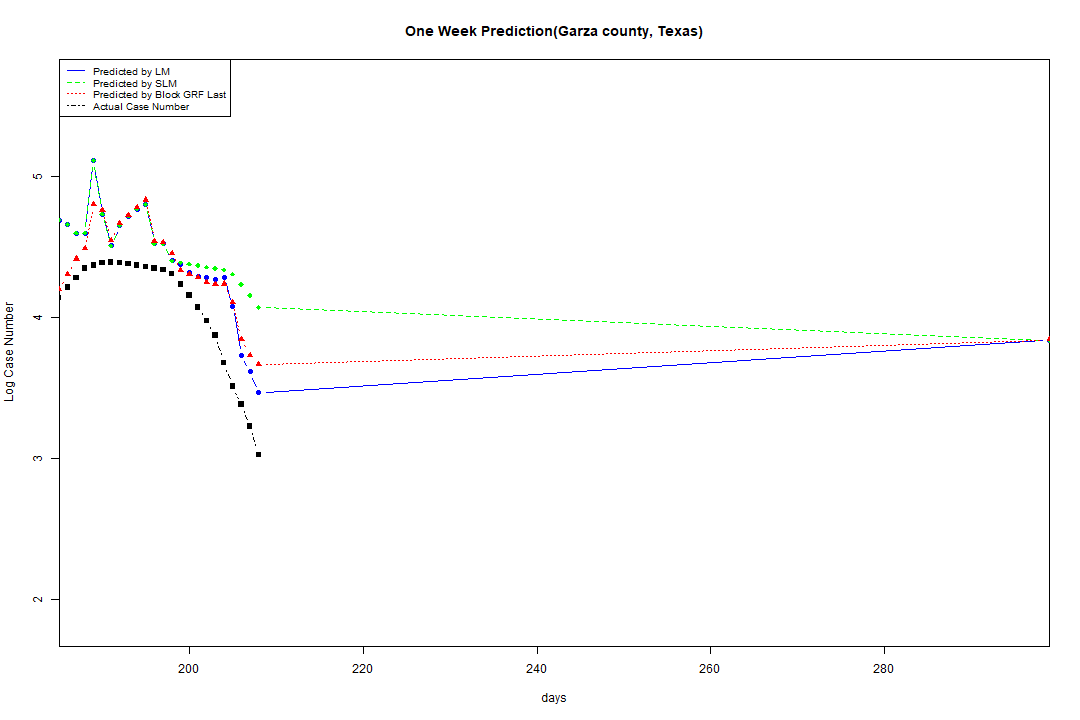 One Week Prediction(Garza county, Texas)
Predicted by LM
Predicted by SLM
Predicted by Block GRF Last
Actual Case Number
Log Case Number
5
4
3
2
200
220
240
260
280
days